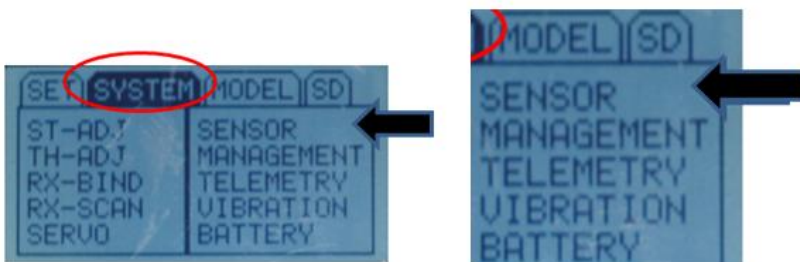 SET SYSTEM MODEL SD
ST-ADJ SENSOR
TH-ADJ MANAGEMENT
RX-BIND TELEMETRY
RX-SCAN VIBRATION
SERVO BATTERY
MODEL SD
SENSOR
MANAGEMENT
TELEMETRY
VIBRATION
BATTERY